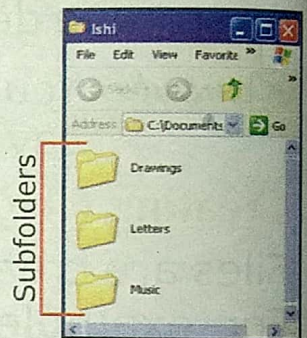 Ishi
File Edit View Favorite »
Address C:\Documents Go
Drawings
Letters
Music
Subfolders